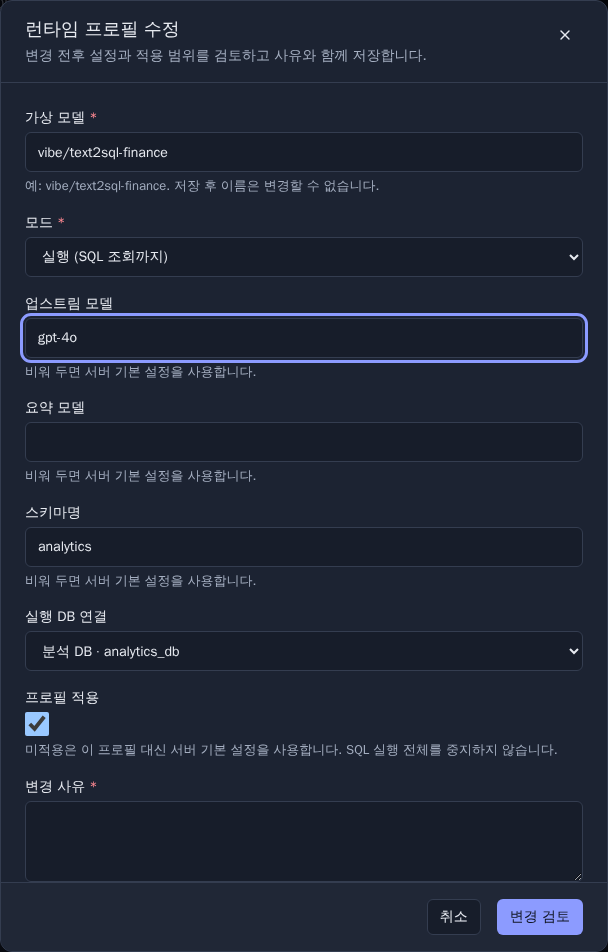 런타임 프로필 수정
변경 전후 설정과 적용 범위를 검토하고 사유와 함께 저장합니다.
가상 모델 *
vibe/text2sql-finance
예: vibe/text2sql-finance. 저장 후 이름은 변경할 수 없습니다.
모드 *
실행 (SQL 조회까지)
업스트림 모델
gpt-4o
비워 두면 서버 기본 설정을 사용합니다.
요약 모델
비워 두면 서버 기본 설정을 사용합니다.
스키마명
analytics
비워 두면 서버 기본 설정을 사용합니다.
실행 DB 연결
분석 DB · analytics_db
프로필 적용
미적용은 이 프로필 대신 서버 기본 설정을 사용합니다. SQL 실행 전체를 중지하지 않습니다.
변경 사유 *
취소
변경 검토